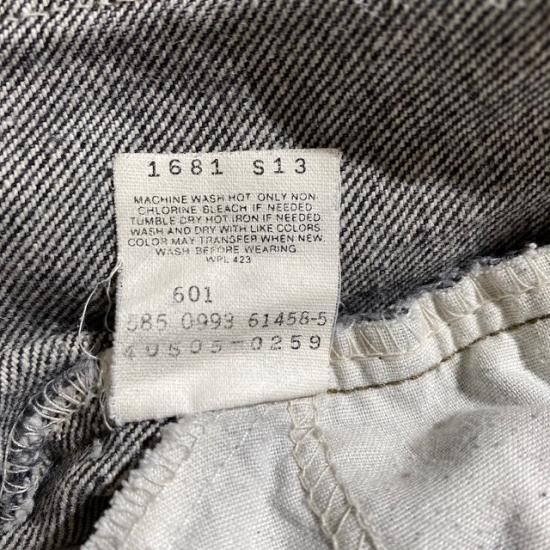 1681 S13
MACHINE WASH HOT ONLY NON-
CHLORINE BLEACH IF NEEDED
TUMBLE DRY HOT IRON IF NEEDED.
WASH AND DRY WITH LIKE COLORS.
COLOR MAY TRANSFER WHEN NEW
WASH BEFORE WEARING
WPL 423
601
585 0993 61458-5
40605-0259